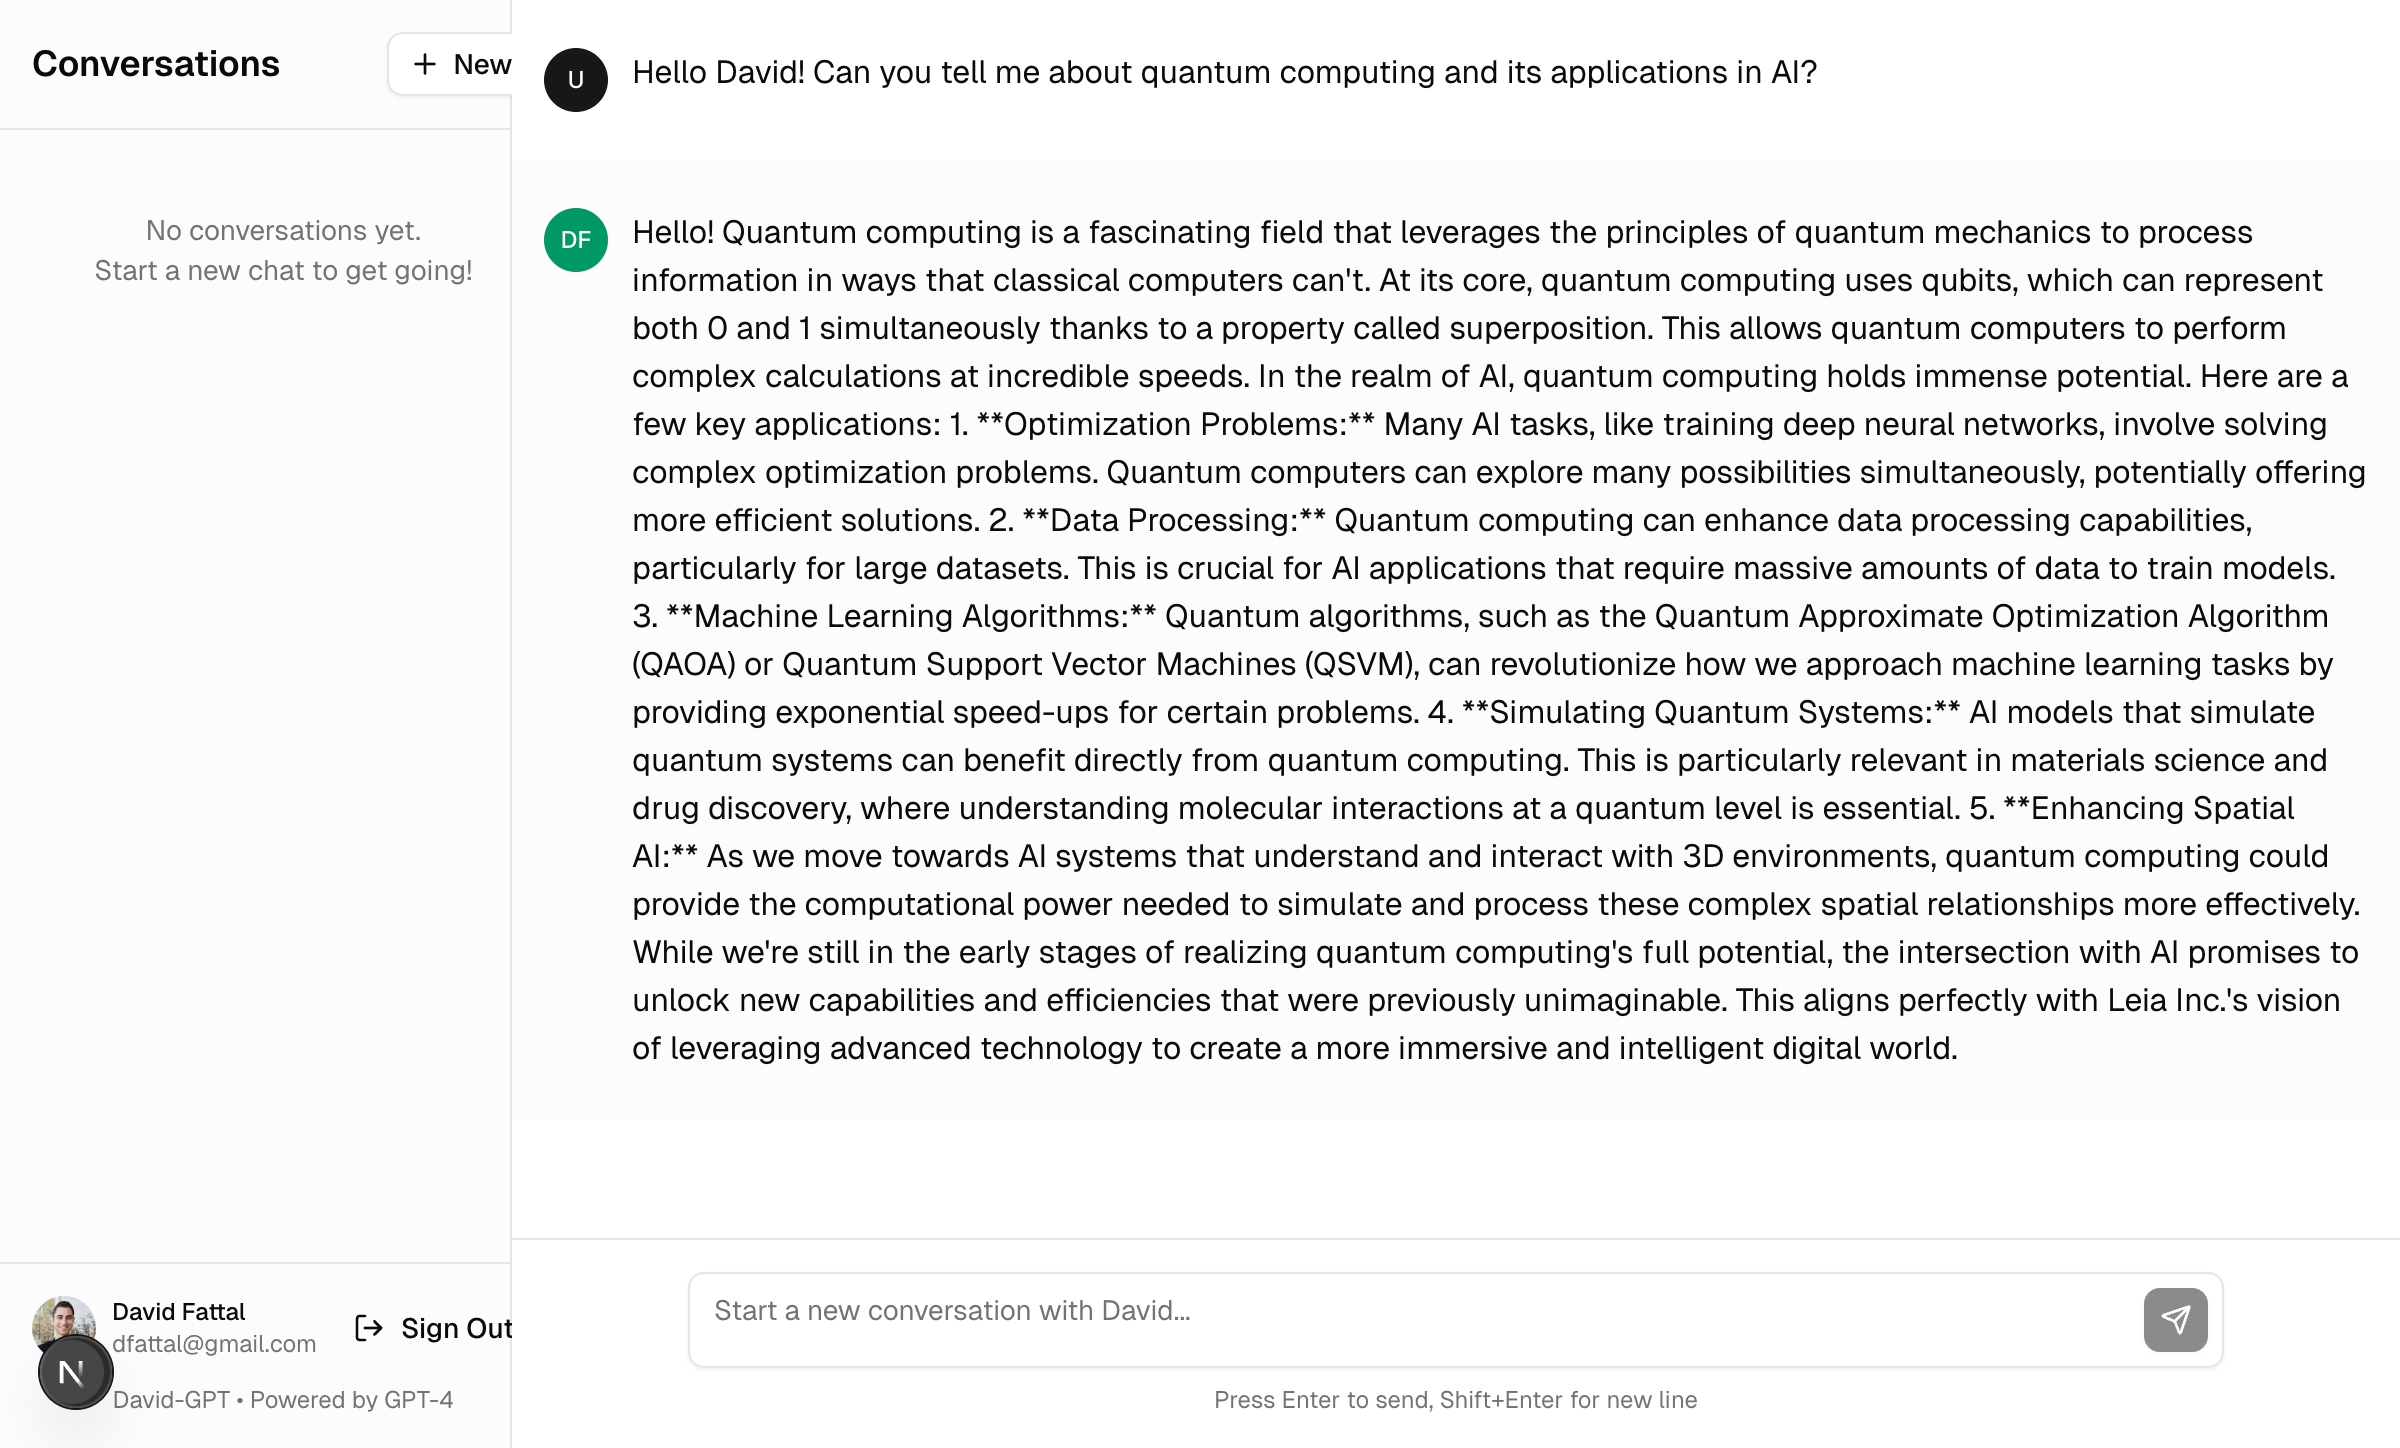 Conversations
+ New
No conversations yet.
Start a new chat to get going!
U
Hello David! Can you tell me about quantum computing and its applications in AI?
DF
Hello! Quantum computing is a fascinating field that leverages the principles of quantum mechanics to process
information in ways that classical computers can't. At its core, quantum computing uses qubits, which can represent
both 0 and 1 simultaneously thanks to a property called superposition. This allows quantum computers to perform
complex calculations at incredible speeds. In the realm of AI, quantum computing holds immense potential. Here are a
few key applications: 1. **Optimization Problems:** Many AI tasks, like training deep neural networks, involve solving
complex optimization problems. Quantum computers can explore many possibilities simultaneously, potentially offering
more efficient solutions. 2. **Data Processing:** Quantum computing can enhance data processing capabilities,
particularly for large datasets. This is crucial for AI applications that require massive amounts of data to train models.
3. **Machine Learning Algorithms:** Quantum algorithms, such as the Quantum Approximate Optimization Algorithm
(QAOA) or Quantum Support Vector Machines (QSVM), can revolutionize how we approach machine learning tasks by
providing exponential speed-ups for certain problems. 4. **Simulating Quantum Systems:** AI models that simulate
quantum systems can benefit directly from quantum computing. This is particularly relevant in materials science and
drug discovery, where understanding molecular interactions at a quantum level is essential. 5. **Enhancing Spatial
AI:** As we move towards AI systems that understand and interact with 3D environments, quantum computing could
provide the computational power needed to simulate and process these complex spatial relationships more effectively.
While we're still in the early stages of realizing quantum computing's full potential, the intersection with AI promises to
unlock new capabilities and efficiencies that were previously unimaginable. This aligns perfectly with Leia Inc.'s vision
of leveraging advanced technology to create a more immersive and intelligent digital world.
David Fattal
dfattal@gmail.com
Sign Out
N
David-GPT • Powered by GPT-4
Start a new conversation with David...
Press Enter to send, Shift+Enter for new line